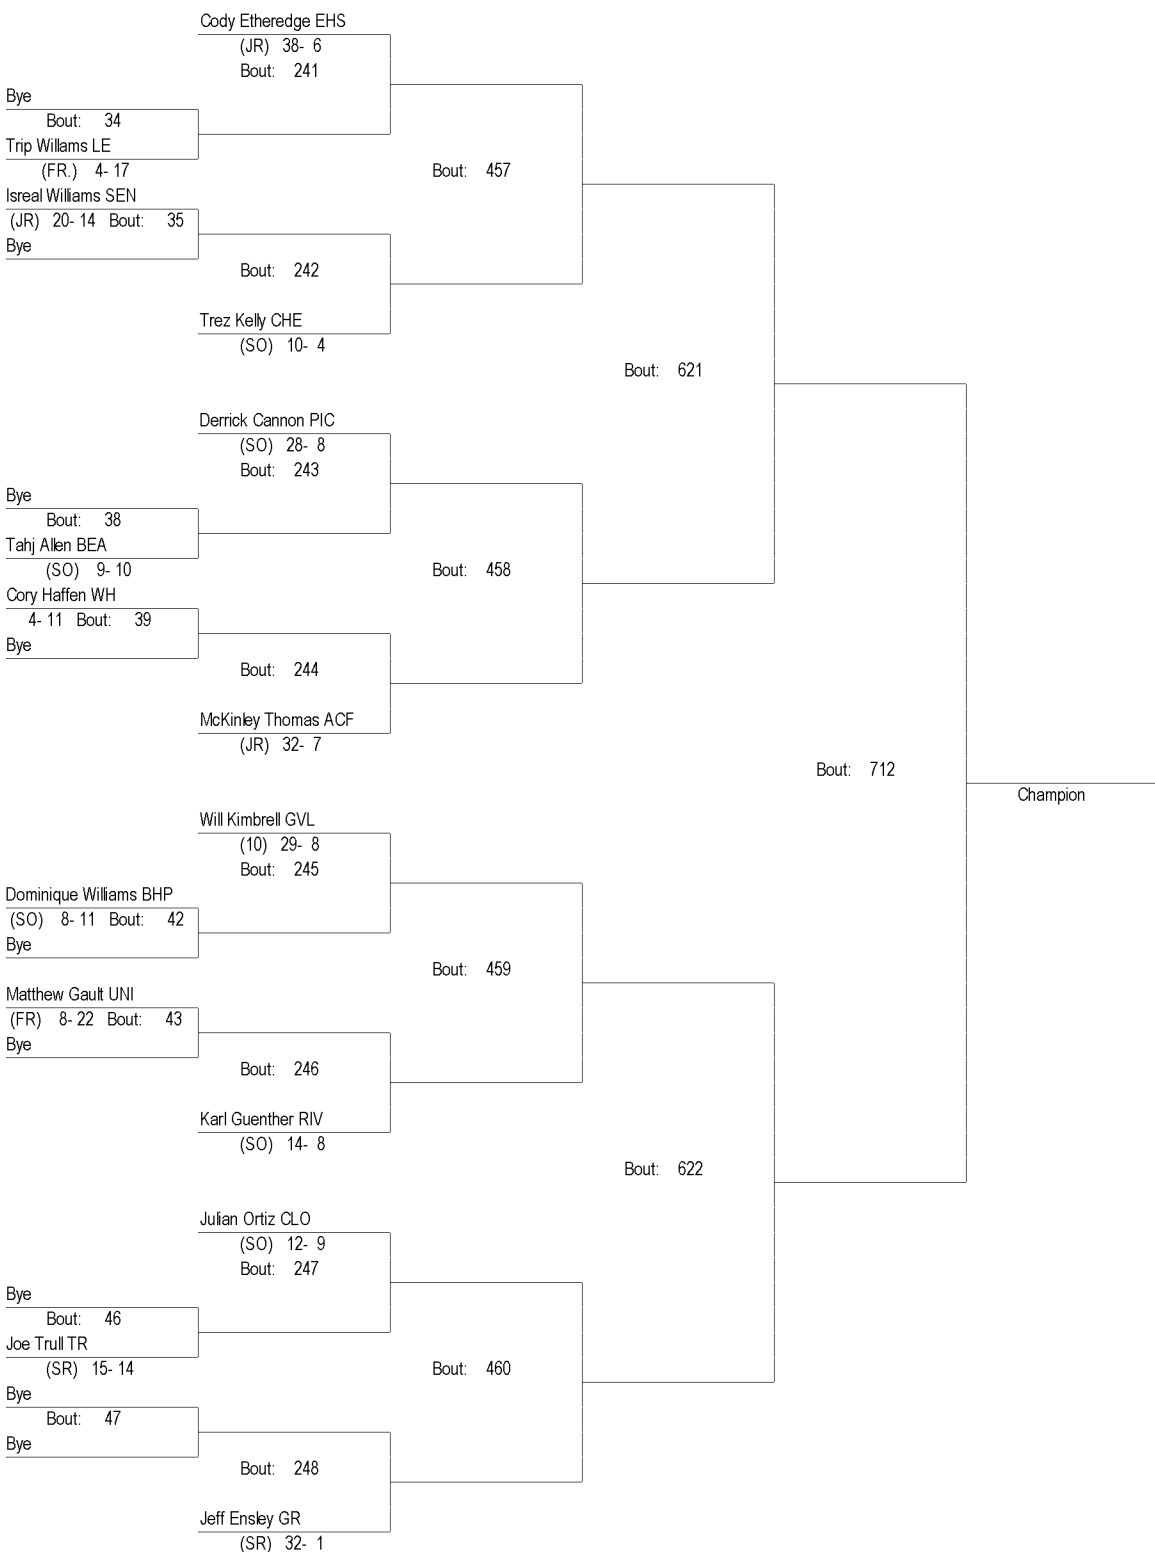 Cody Etheredge EHS
(JR) 38- 6
Bout: 241
Bye
Bout: 34
Trip Willams LE
(FR.) 4- 17
Bout: 457
Isreal Williams SEN
(JR) 20- 14 Bout: 35
Bye
Bout: 242
Trez Kelly CHE
(SO) 10- 4
Bout: 621
Derrick Cannon PIC
(SO) 28- 8
Bout: 243
Bye
Bout: 38
Tahj Allen BEA
(SO) 9- 10
Bout: 458
Cory Haffen WH
4- 11 Bout: 39
Bye
Bout: 244
McKinley Thomas ACF
(JR) 32- 7
Bout: 712
Champion
Will Kimbrell GVL
(10) 29- 8
Bout: 245
Dominique Williams BHP
(SO) 8- 11 Bout: 42
Bye
Bout: 459
Matthew Gault UNI
(FR) 8- 22 Bout: 43
Bye
Bout: 246
Karl Guenther RIV
(SO) 14- 8
Bout: 622
Julian Ortiz CLO
(SO) 12- 9
Bout: 247
Bye
Bout: 46
Joe Trull TR
(SR) 15- 14
Bout: 460
Bye
Bout: 47
Bye
Bout: 248
Jeff Ensley GR
(SR) 32- 1